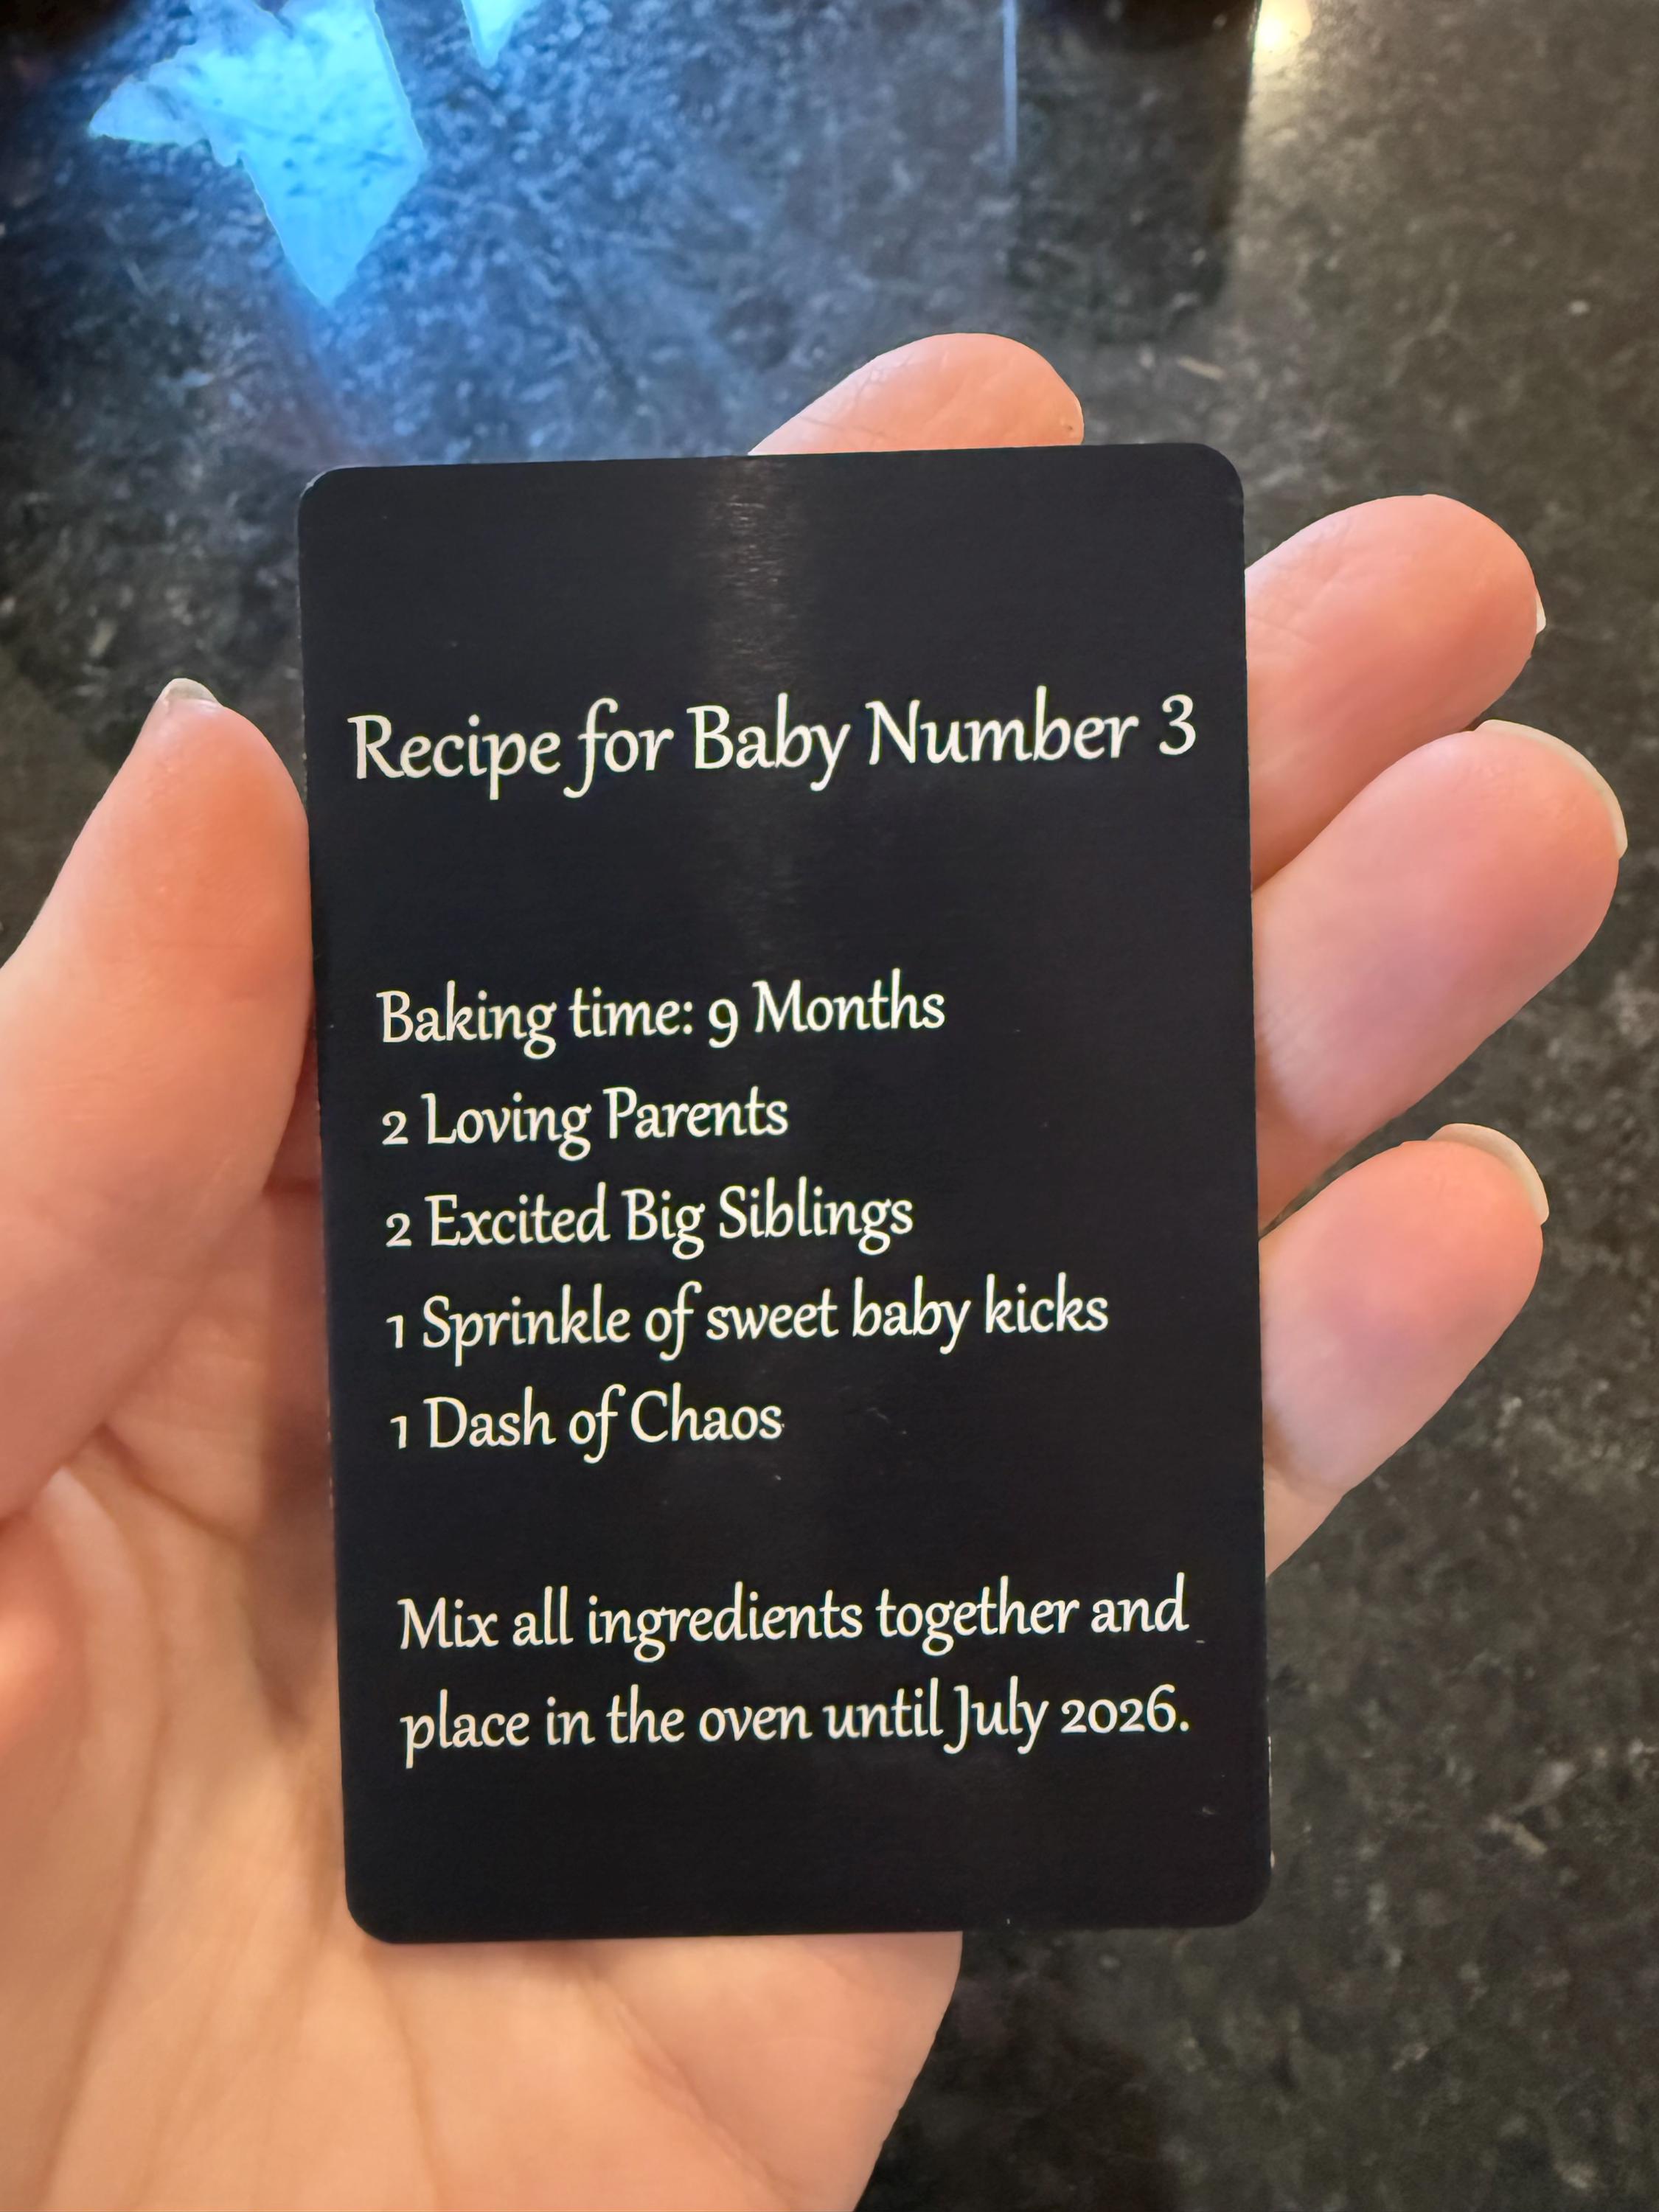 Recipe for Baby Number 3
Baking time: 9 Months
2 Loving Parents
2 Excited Big Siblings
1 Sprinkle of sweet baby kicks
1 Dash of Chaos
Mix all ingredients together and
place in the oven until July 2026.